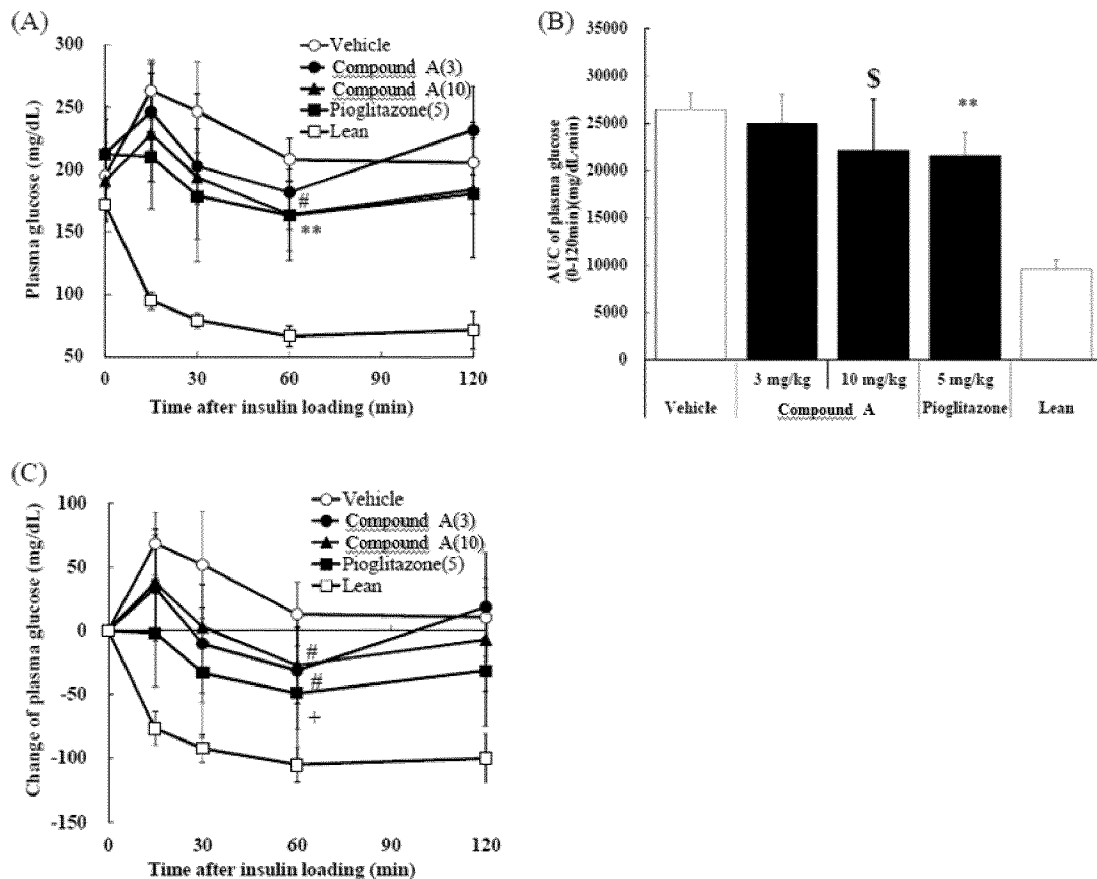 (A)
Plasma glucose (mg/dL)
300
250
200
150
100
50
Vehicle
Compound A(3)
Compound A(10)
Pioglitazone(5)
Lean
#
**
0 30 60 90 120
Time after insulin loading (min)
(B)
AUC of plasma glucose
(0-120min)(mg/dL/min)
35000
30000
25000
20000
15000
10000
5000
0
$
**
3 mg/kg 10 mg/kg 5 mg/kg
Vehicle Compound A Pioglitazone Lean
(C)
Change of plasma glucose (mg/dL)
100
50
0
-50
-100
-150
Vehicle
Compound A(3)
Compound A(10)
Pioglitazone(5)
Lean
#
#
+
0 30 60 90 120
Time after insulin loading (min)